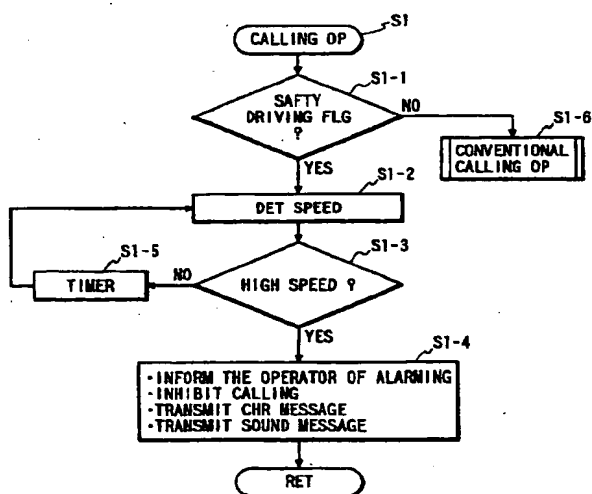 CALLING OP
S1
S1-1
SAFTY
DRIVING FLG
?
NO
S1-6
CONVENTIONAL
CALLING OP
YES
S1-2
DET SPEED
S1-5
S1-3
TIMER
NO
HIGH SPEED ?
YES
S1-4
·INFORM THE OPERATOR OF ALARMING
·INHIBIT CALLING
·TRANSMIT CHR MESSAGE
·TRANSMIT SOUND MESSAGE
RET